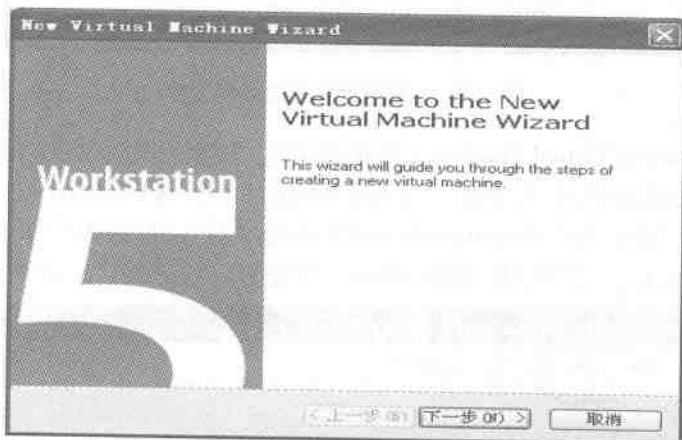 New Virtual Machine Wizard
Welcome to the New
Virtual Machine Wizard
This wizard will guide you through the steps of
creating a new virtual machine.
Workstation
5
< 上一步(B) 下一步(N) > 取消